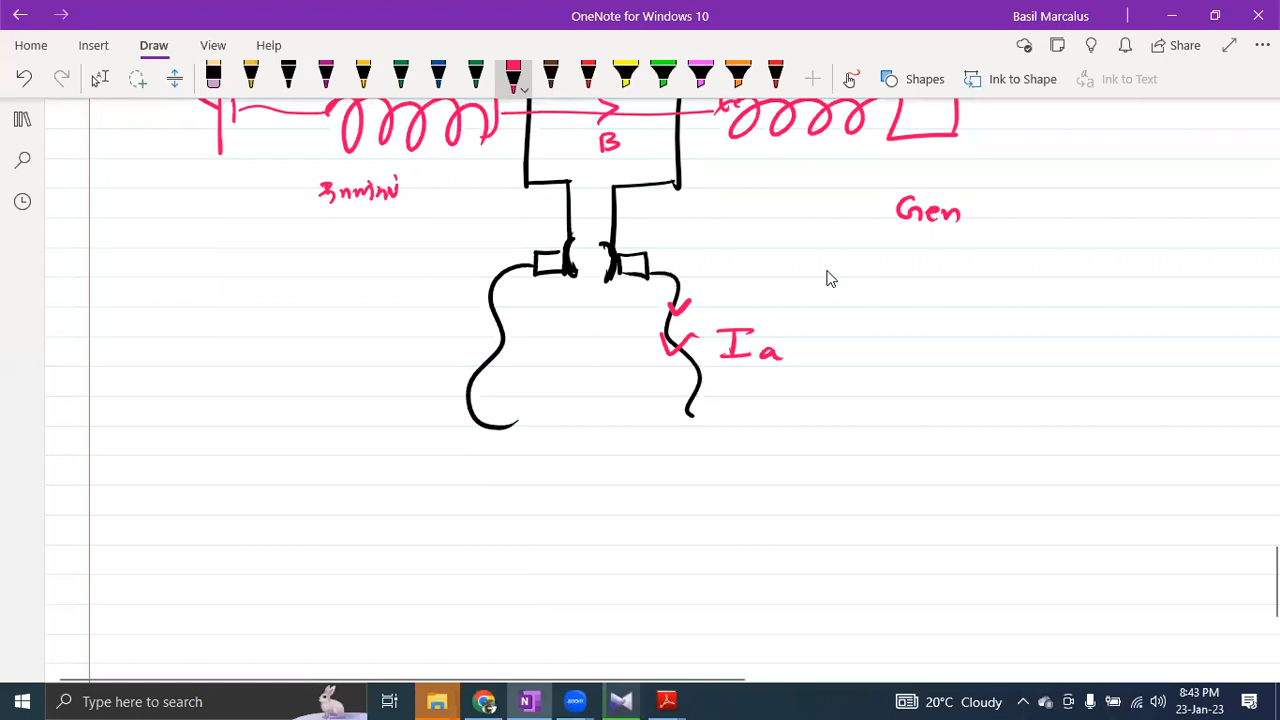 OneNote for Windows 10
Basil Marcalus
Home
Insert
Draw
View
Help
Share
Shapes
Ink to Shape
Ink to Text
B
Gen
Ia
Type here to search
20°C Cloudy
8:43 PM
23-Jan-23